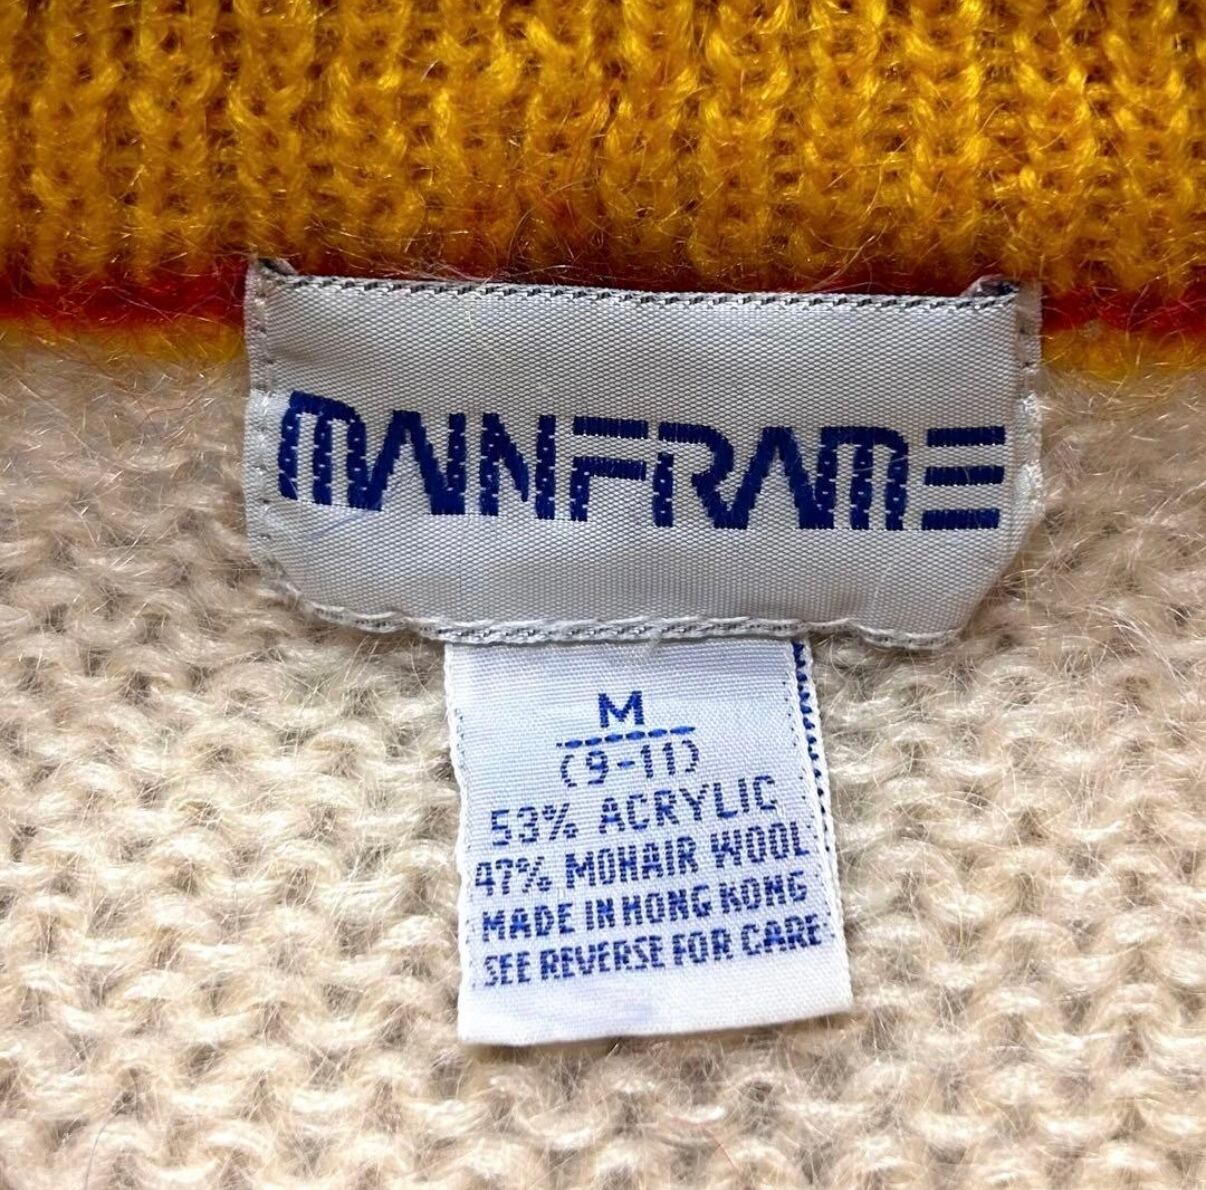 MAINFRAME
M
(9-11)
53% ACRYLIC
47% MOHAIR WOOL
MADE IN HONG KONG
SEE REVERSE FOR CARE